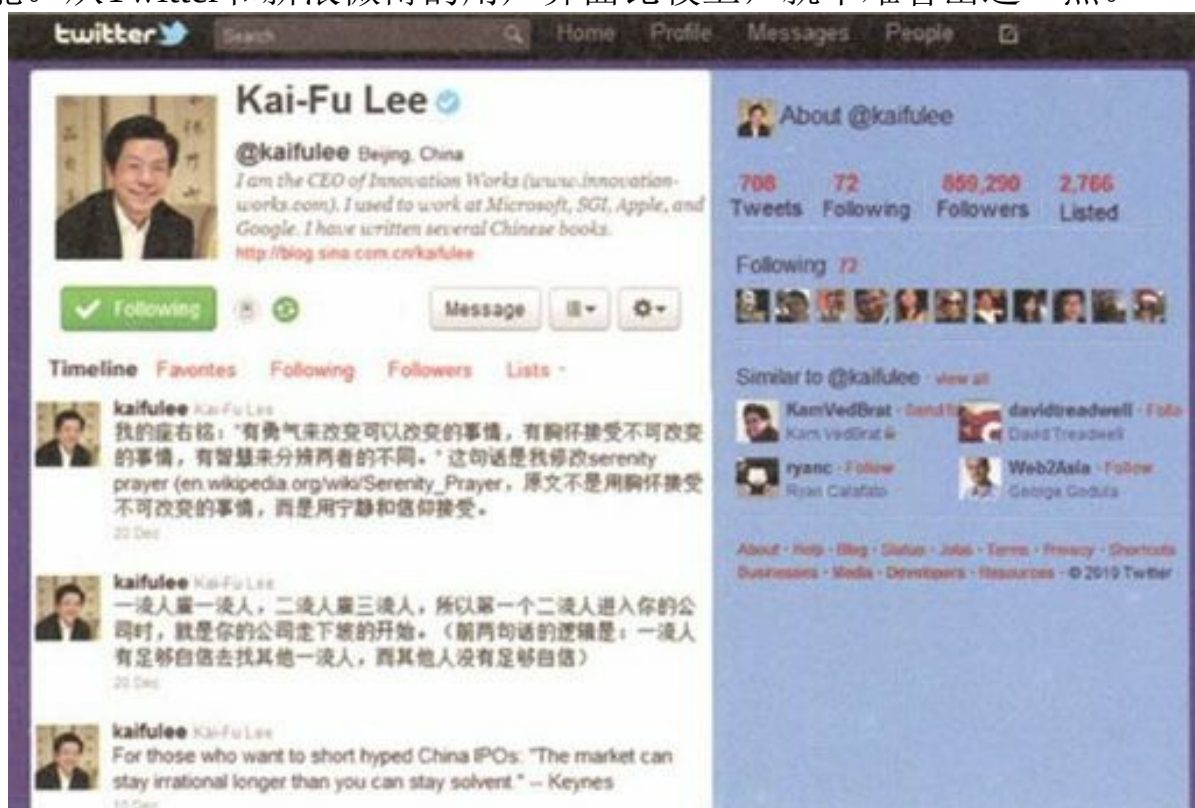 能。从Twitter和新浪微博的用户界面比较上，就不难看出这一点。
twitter
Search
Home Profile Messages People
Kai-Fu Lee
@kaifulee Beijing, China
I am the CEO of Innovation Works (www.innovation-
works.com). I used to work at Microsoft, SGI, Apple, and
Google. I have written several Chinese books.
http://blog.sina.com.cn/kaifulee
Following
Message
Timeline Favorites Following Followers Lists
kaifulee Kai-Fu Lee
我的座右铭："有勇气来改变可以改变的事情，有胸怀接受不可改变
的事情，有智慧来分辨两者的不同。" 这句话是我修改serenity
prayer (en.wikipedia.org/wiki/Serenity_Prayer，原文不是用胸怀接受
不可改变的事情，而是用宁静和信仰接受。
20 Dec
kaifulee Kai-Fu Lee
一流人雇一流人，二流人雇三流人，所以第一个二流人进入你的公
司时，就是你的公司走下坡的开始。（前两句话的逻辑是：一流人
有足够自信去找其他一流人，而其他人没有足够自信）
20 Dec
kaifulee Kai-Fu Lee
For those who want to short hyped China IPOs: "The market can
stay irrational longer than you can stay solvent." -- Keynes
About @kaifulee
708 72 859,290 2,766
Tweets Following Followers Listed
Following 72
Similar to @kaifulee · view all
KamVedBrat
Kam VedBrat
davidtreadwell
David Treadwell
ryanc · Follow
Ryan Calafato
Web2Asia · Follow
George Godula
About · Help · Blog · Status · Jobs · Terms · Privacy · Shortcuts
Businesses · Media · Developers · Resources · © 2010 Twitter